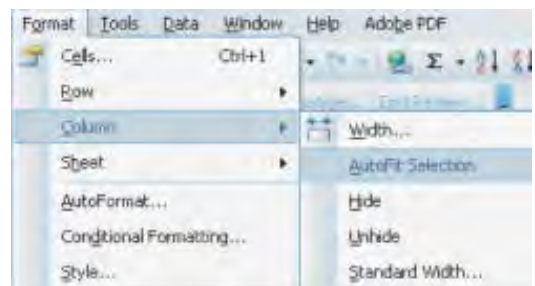 Format Tools Data Window Help Adobe PDF
Cells... Ctrl+1
Row
Column
Sheet
AutoFormat...
Conditional Formatting...
Style...
Width...
AutoFit Selection
Hide
Unhide
Standard Width...